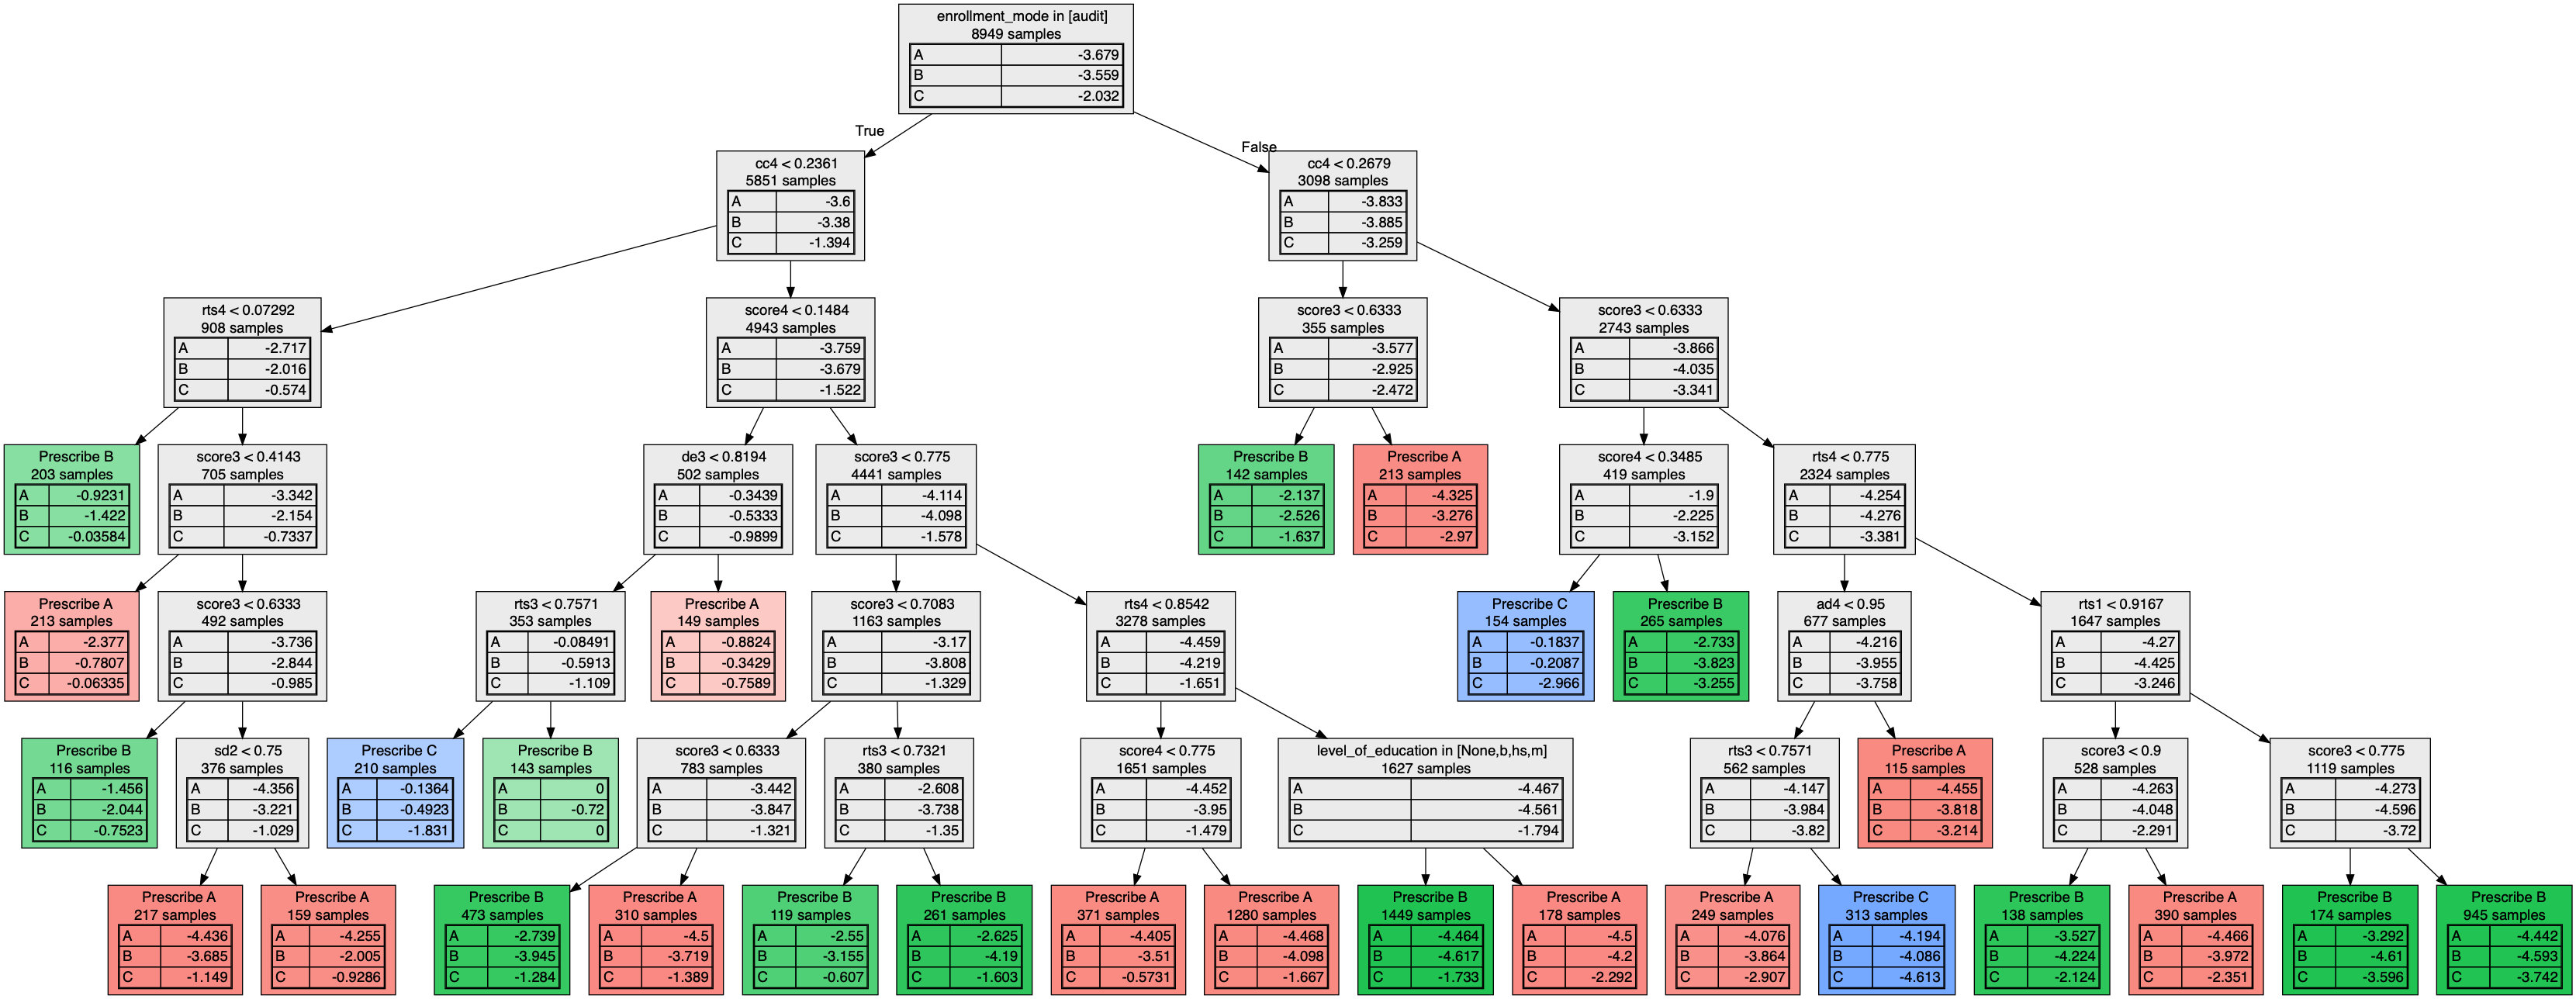 enrollment_mode in [audit]
8949 samples
A -3.679
B -3.559
C -2.032
True
False
cc4 < 0.2361
5851 samples
A -3.6
B -3.38
C -1.394
cc4 < 0.2679
3098 samples
A -3.833
B -3.885
C -3.259
rts4 < 0.07292
908 samples
A -2.717
B -2.016
C -0.574
score4 < 0.1484
4943 samples
A -3.759
B -3.679
C -1.522
score3 < 0.6333
355 samples
A -3.577
B -2.925
C -2.472
score3 < 0.6333
2743 samples
A -3.866
B -4.035
C -3.341
Prescribe B
203 samples
A -0.9231
B -1.422
C -0.03584
score3 < 0.4143
705 samples
A -3.342
B -2.154
C -0.7337
de3 < 0.8194
502 samples
A -0.3439
B -0.5333
C -0.9899
score3 < 0.775
4441 samples
A -4.114
B -4.098
C -1.578
Prescribe B
142 samples
A -2.137
B -2.526
C -1.637
Prescribe A
213 samples
A -4.325
B -3.276
C -2.97
score4 < 0.3485
419 samples
A -1.9
B -2.225
C -3.152
rts4 < 0.775
2324 samples
A -4.254
B -4.276
C -3.381
Prescribe A
213 samples
A -2.377
B -0.7807
C -0.06335
score3 < 0.6333
492 samples
A -3.736
B -2.844
C -0.985
rts3 < 0.7571
353 samples
A -0.08491
B -0.5913
C -1.109
Prescribe A
149 samples
A -0.8824
B -0.3429
C -0.7589
score3 < 0.7083
1163 samples
A -3.17
B -3.808
C -1.329
rts4 < 0.8542
3278 samples
A -4.459
B -4.219
C -1.651
Prescribe C
154 samples
A -0.1837
B -0.2087
C -2.966
Prescribe B
265 samples
A -2.733
B -3.823
C -3.255
ad4 < 0.95
677 samples
A -4.216
B -3.955
C -3.758
rts1 < 0.9167
1647 samples
A -4.27
B -4.425
C -3.246
Prescribe B
116 samples
A -1.456
B -2.044
C -0.7523
sd2 < 0.75
376 samples
A -4.356
B -3.221
C -1.029
Prescribe C
210 samples
A -0.1364
B -0.4923
C -1.831
Prescribe B
143 samples
A 0
B -0.72
C 0
score3 < 0.6333
783 samples
A -3.442
B -3.847
C -1.321
rts3 < 0.7321
380 samples
A -2.608
B -3.738
C -1.35
score4 < 0.775
1651 samples
A -4.452
B -3.95
C -1.479
level_of_education in [None,b,hs,m]
1627 samples
A -4.467
B -4.561
C -1.794
rts3 < 0.7571
562 samples
A -4.147
B -3.984
C -3.82
Prescribe A
115 samples
A -4.455
B -3.818
C -3.214
score3 < 0.9
528 samples
A -4.263
B -4.048
C -2.291
score3 < 0.775
1119 samples
A -4.273
B -4.596
C -3.72
Prescribe A
217 samples
A -4.436
B -3.685
C -1.149
Prescribe A
159 samples
A -4.255
B -2.005
C -0.9286
Prescribe B
473 samples
A -2.739
B -3.945
C -1.284
Prescribe A
310 samples
A -4.5
B -3.719
C -1.389
Prescribe B
119 samples
A -2.55
B -3.155
C -0.607
Prescribe B
261 samples
A -2.625
B -4.19
C -1.603
Prescribe A
371 samples
A -4.405
B -3.51
C -0.5731
Prescribe A
1280 samples
A -4.468
B -4.098
C -1.667
Prescribe B
1449 samples
A -4.464
B -4.617
C -1.733
Prescribe A
178 samples
A -4.5
B -4.2
C -2.292
Prescribe A
249 samples
A -4.076
B -3.864
C -2.907
Prescribe C
313 samples
A -4.194
B -4.086
C -4.613
Prescribe B
138 samples
A -3.527
B -4.224
C -2.124
Prescribe A
390 samples
A -4.466
B -3.972
C -2.351
Prescribe B
174 samples
A -3.292
B -4.61
C -3.596
Prescribe B
945 samples
A -4.442
B -4.593
C -3.742